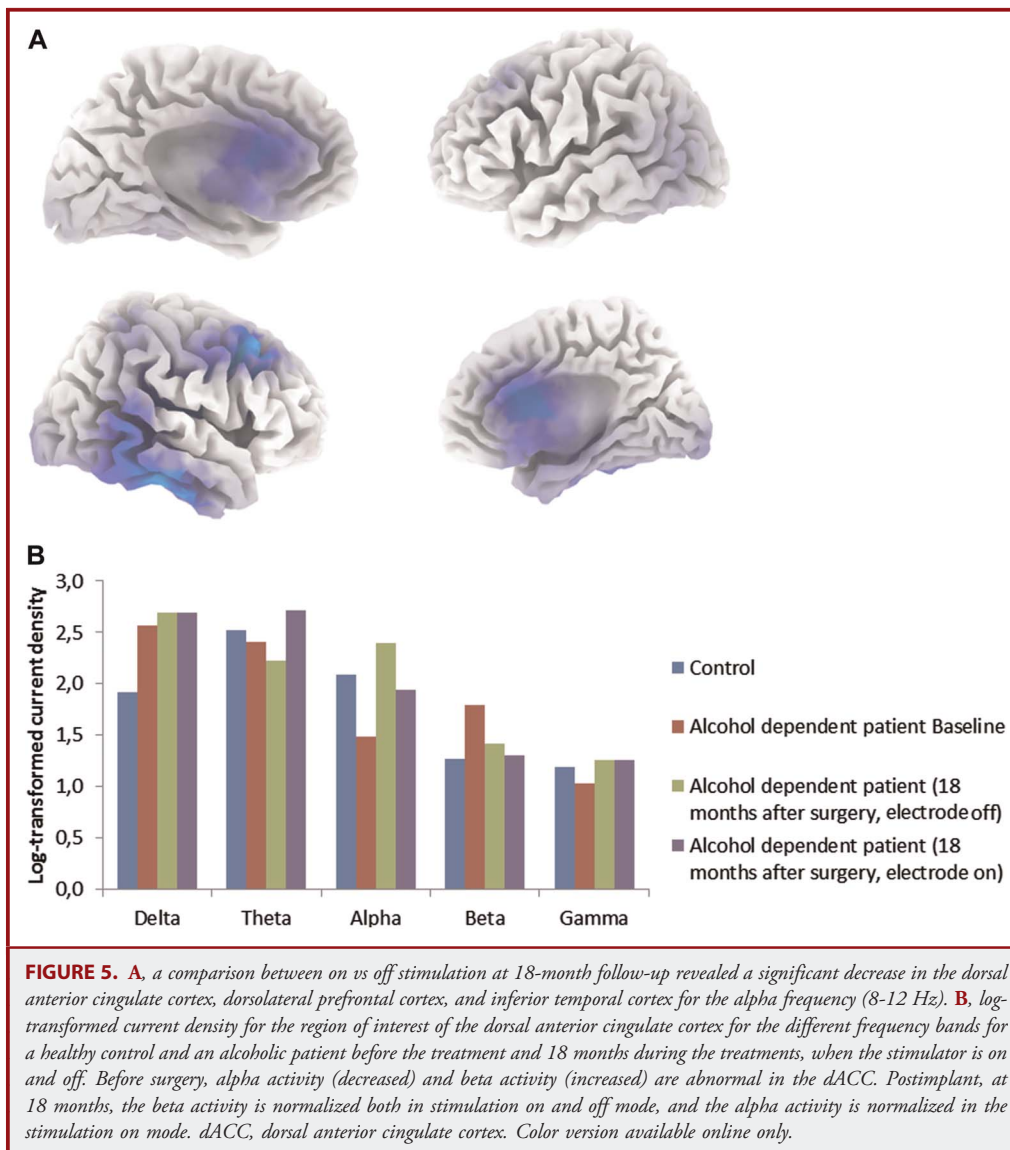 A
B
Log-transformed current density
3,0
2,5
2,0
1,5
1,0
0,5
0,0
Delta Theta Alpha Beta Gamma
Control
Alcohol dependent patient Baseline
Alcohol dependent patient (18
months after surgery, electrode off)
Alcohol dependent patient (18
months after surgery, electrode on)
FIGURE 5. A, a comparison between on vs off stimulation at 18-month follow-up revealed a significant decrease in the dorsal
anterior cingulate cortex, dorsolateral prefrontal cortex, and inferior temporal cortex for the alpha frequency (8-12 Hz). B, log-
transformed current density for the region of interest of the dorsal anterior cingulate cortex for the different frequency bands for
a healthy control and an alcoholic patient before the treatment and 18 months during the treatments, when the stimulator is on
and off. Before surgery, alpha activity (decreased) and beta activity (increased) are abnormal in the dACC. Postimplant, at
18 months, the beta activity is normalized both in stimulation on and off mode, and the alpha activity is normalized in the
stimulation on mode. dACC, dorsal anterior cingulate cortex. Color version available online only.